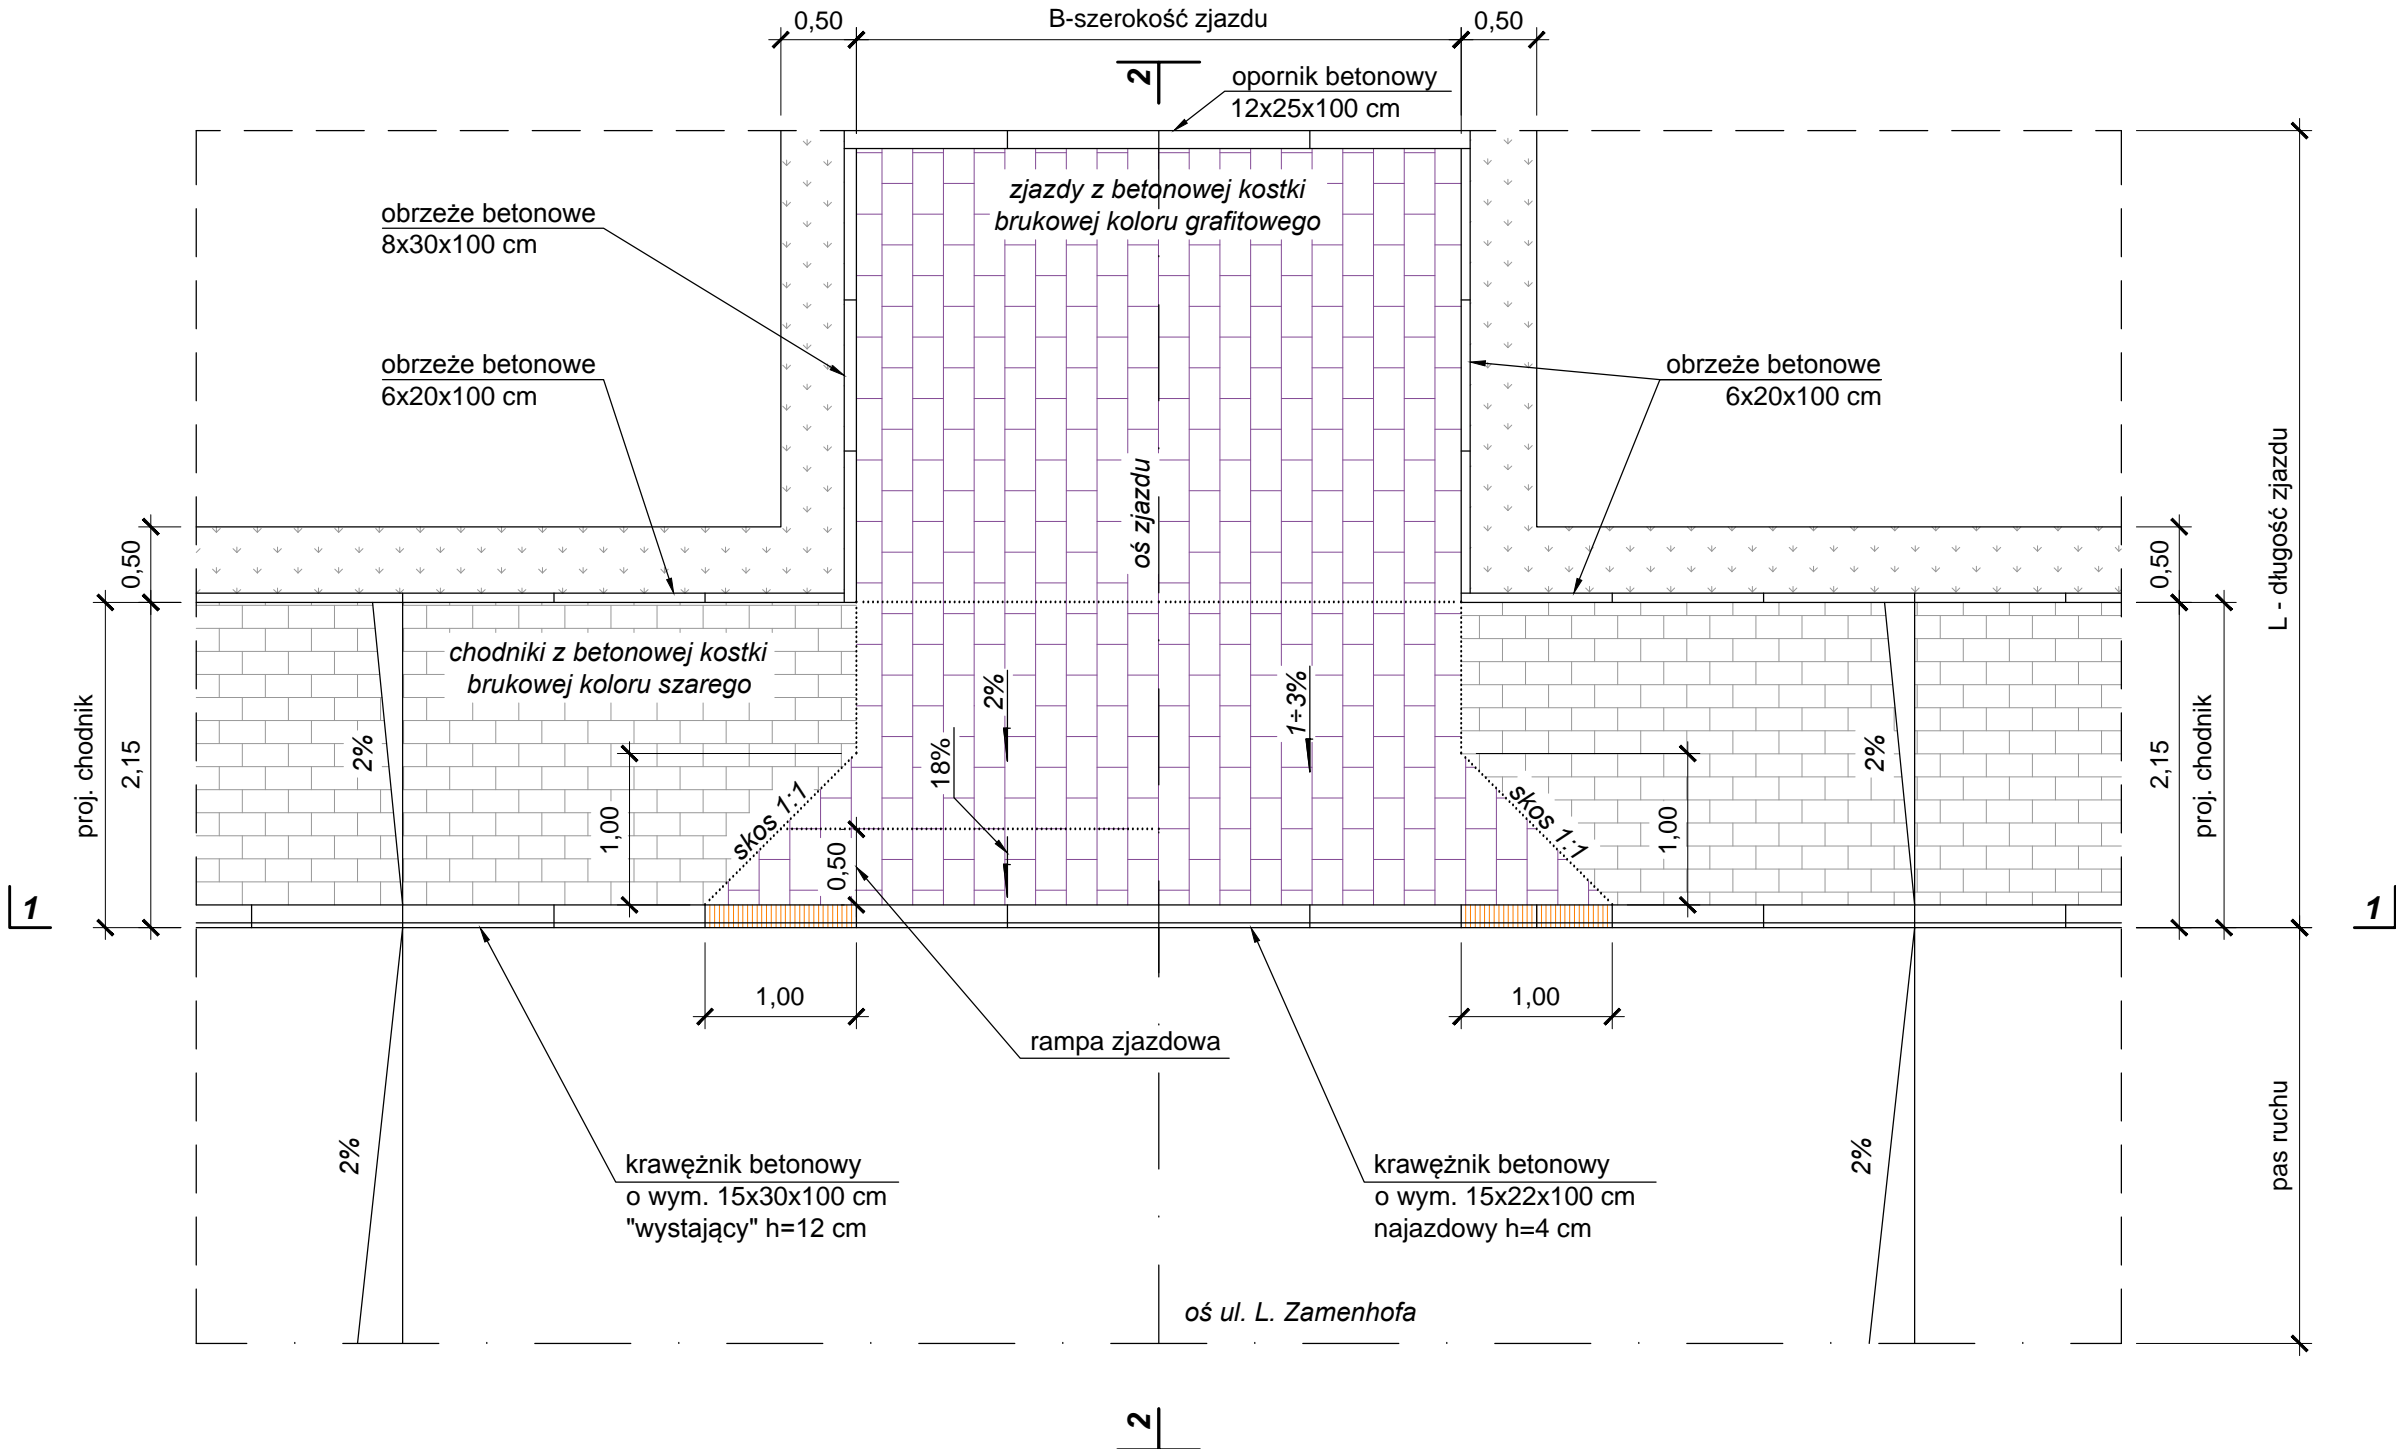 0,50
B-szerokość zjazdu
0,50
2
opornik betonowy
12x25x100 cm
zjazdy z betonowej kostki
brukowej koloru grafitowego
obrzeże betonowe
8x30x100 cm
obrzeże betonowe
6x20x100 cm
obrzeże betonowe
6x20x100 cm
oś zjazdu
L - długość zjazdu
0,50
0,50
chodniki z betonowej kostki
brukowej koloru szarego
proj. chodnik
2,15
2%
1,00
skos 1:1
18%
2%
0,50
1÷3%
skos 1:1
1,00
2%
2,15
proj. chodnik
1
1
1,00
1,00
rampa zjazdowa
2%
krawężnik betonowy
o wym. 15x30x100 cm
"wystający" h=12 cm
krawężnik betonowy
o wym. 15x22x100 cm
najazdowy h=4 cm
2%
pas ruchu
oś ul. L. Zamenhofa
2